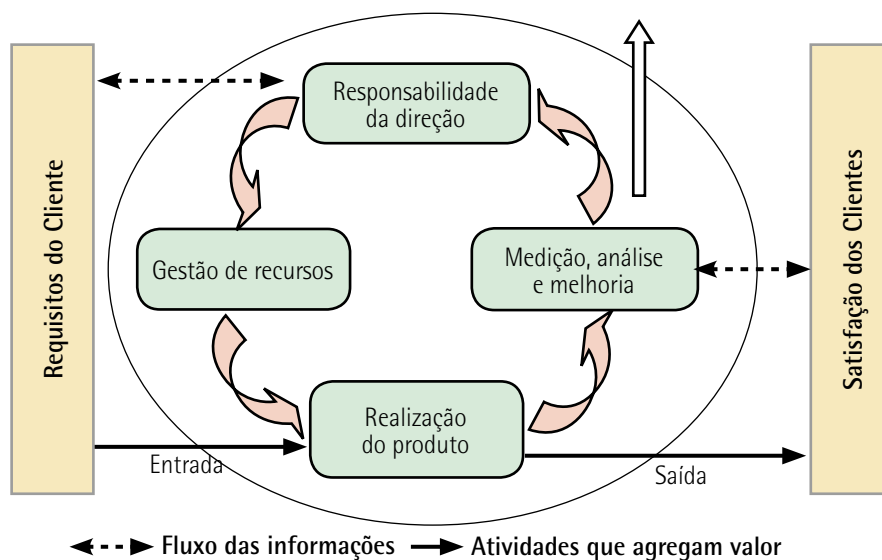 Requisitos do Cliente
Responsabilidade
da direção
Gestão de recursos
Medição, análise
e melhoria
Realização
do produto
Entrada
Saída
Satisfação dos Clientes
Fluxo das informações
Atividades que agregam valor